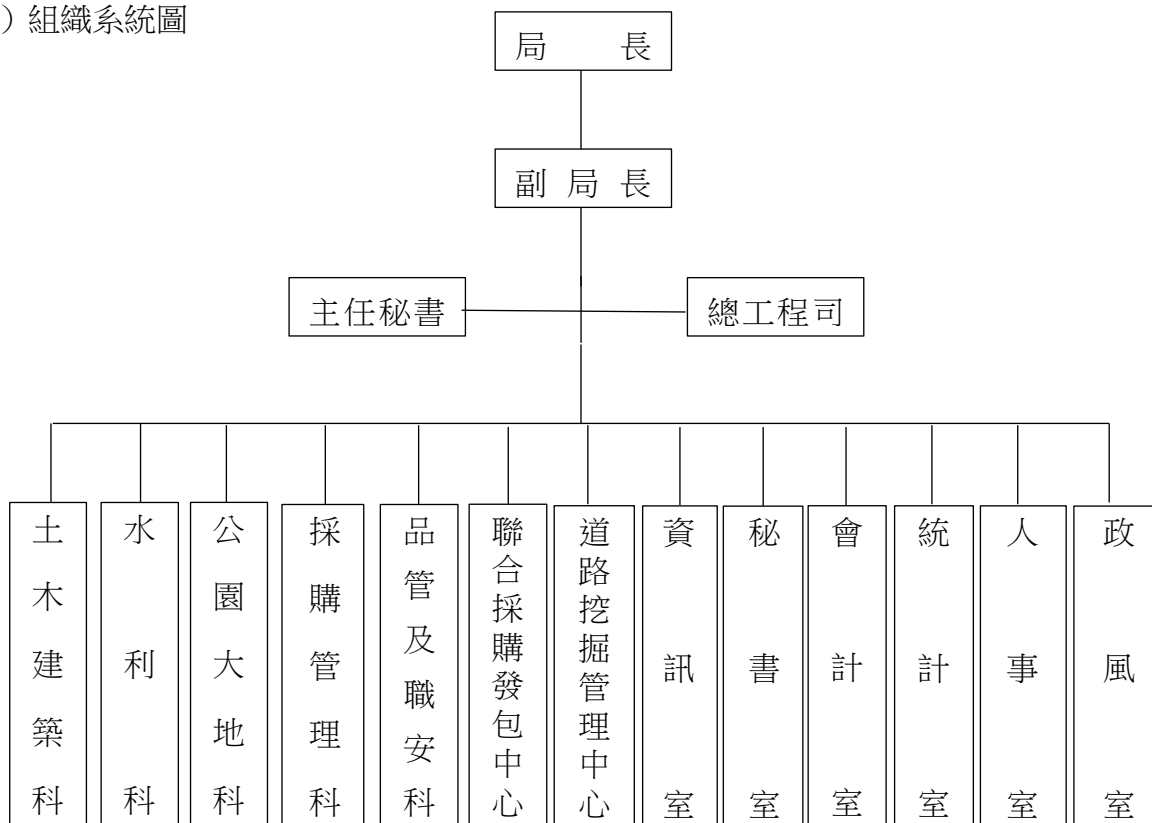 ）組織系統圖
局 長
副 局 長
主任秘書
總工程司
土木建築科
水利科
公園大地科
採購管理科
品管及職安科
聯合採購發包中心
道路挖掘管理中心
資訊室
秘書室
會計室
統計室
人事室
政風室